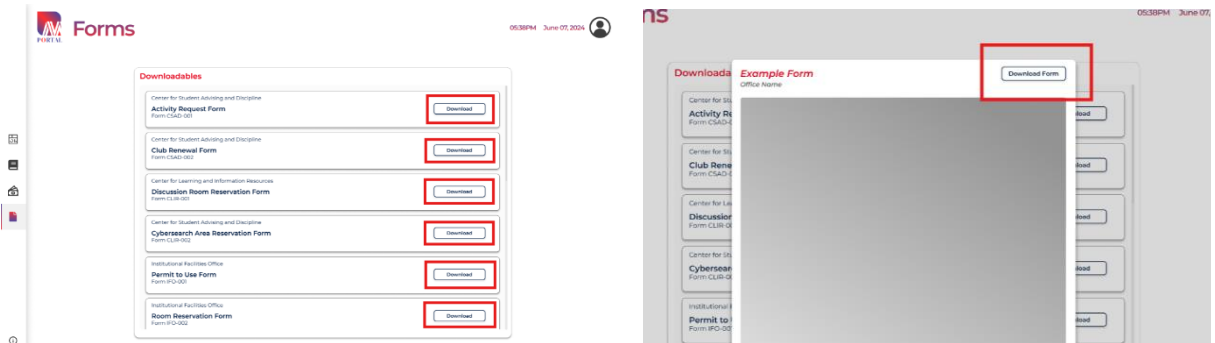 PORTAL
Forms
05:38PM June 07, 2024
Downloadables
Center for Student Advising and Discipline
Activity Request Form
Form CSAD-001
Download
Center for Student Advising and Discipline
Club Renewal Form
Form CSAD-002
Download
Center for Learning and Information Resources
Discussion Room Reservation Form
Form CLIR-001
Download
Center for Student Advising and Discipline
Cybersearch Area Reservation Form
Form CLIR-002
Download
Institutional Facilities Office
Permit to Use Form
Form IFO-001
Download
Institutional Facilities Office
Room Reservation Form
Form IFO-002
Download
ns
05:38PM June 07,
Downloada
Example Form
Office Name
Download Form
Center for Stu
Activity Re
Form CSAD-0
load
Center for Stu
Club Rene
Form CSAD-0
load
Center for Lea
Discussion
Form CLIR-00
load
Center for Stu
Cybersear
Form CLIR-0
load
Institutional F
Permit to
Form IFO-001
load